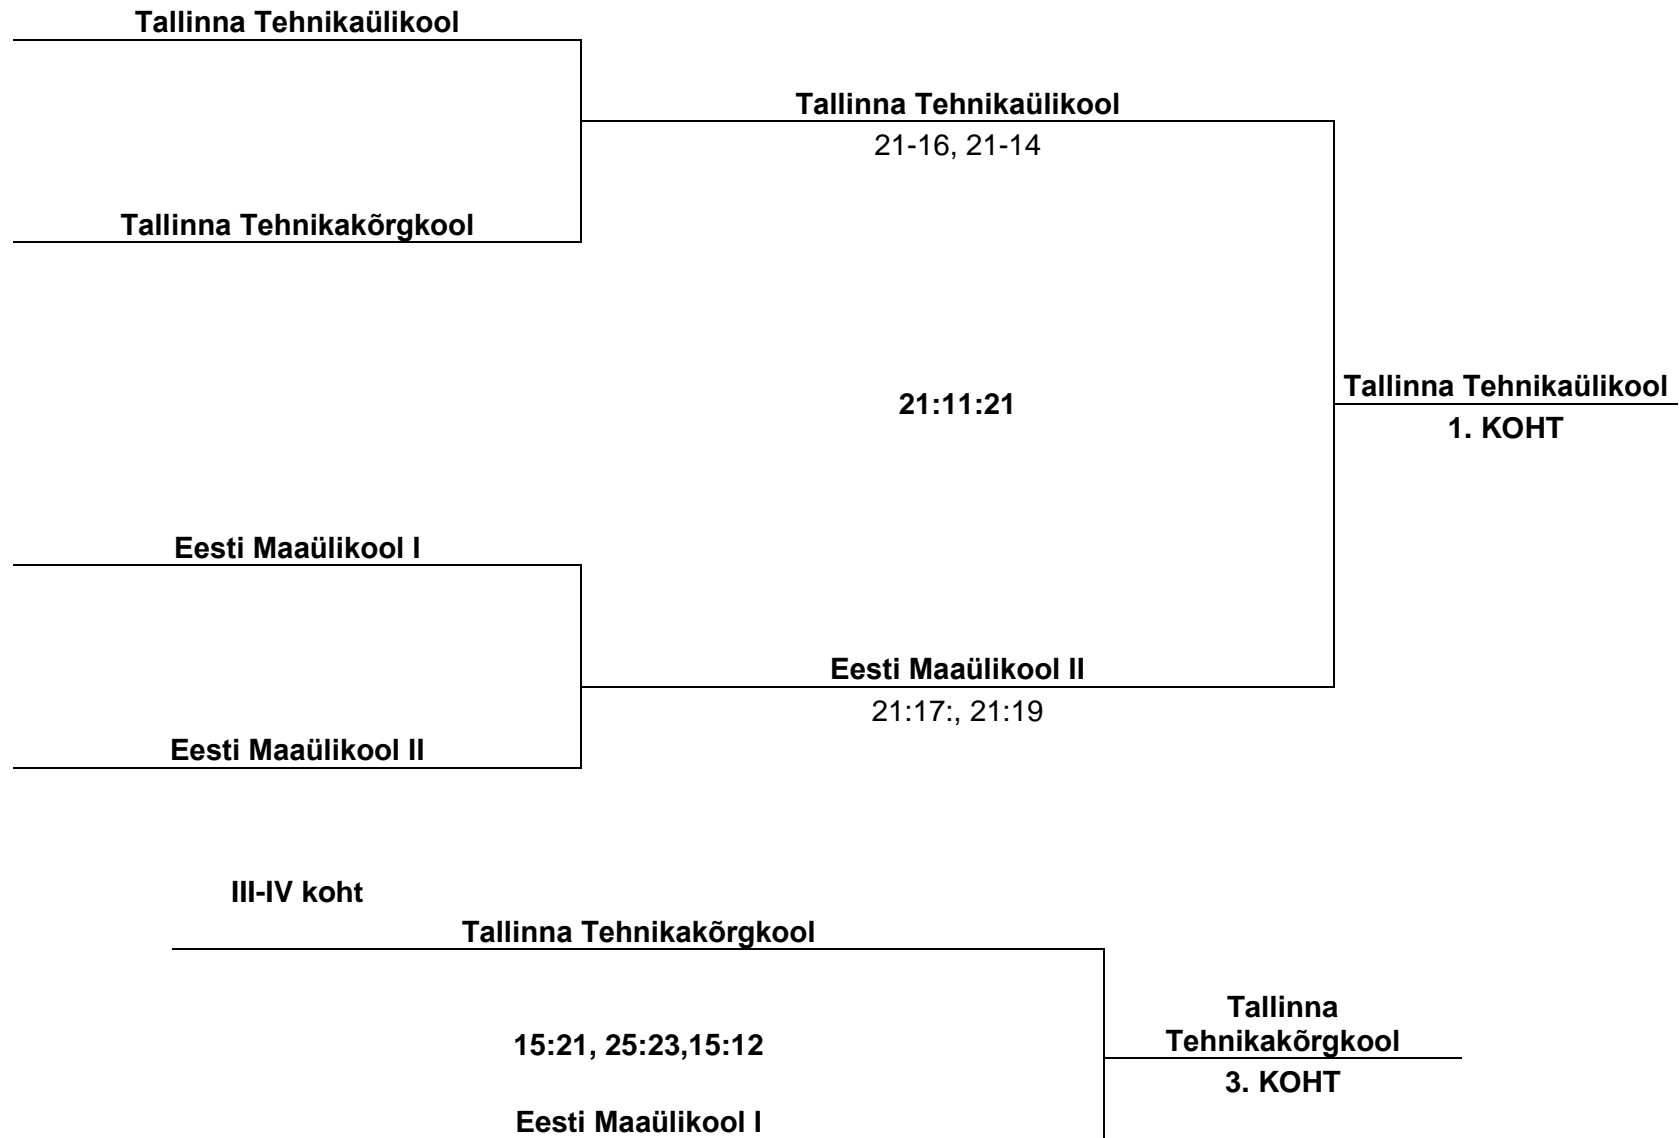 Tallinna Tehnikaülikool
Tallinna Tehnikaülikool
21-16, 21-14
Tallinna Tehnikakõrgkool
21:11:21
Tallinna Tehnikaülikool
1. KOHT
Eesti Maaülikool I
Eesti Maaülikool II
21:17:, 21:19
Eesti Maaülikool II
III-IV koht
Tallinna Tehnikakõrgkool
15:21, 25:23,15:12
Tallinna
Tehnikakõrgkool
3. KOHT
Eesti Maaülikool I